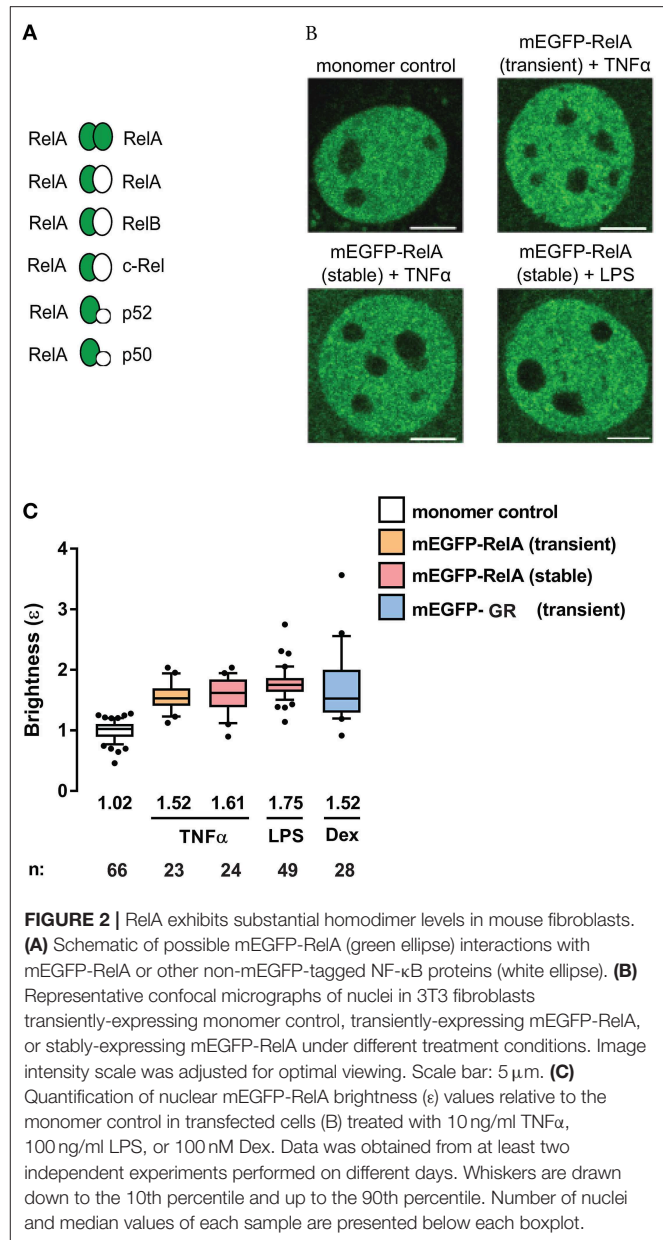 A
RelA RelA
RelA RelA
RelA RelB
RelA c-Rel
RelA p52
RelA p50
B
monomer control
mEGFP-RelA
(transient) + TNFα
mEGFP-RelA
(stable) + TNFα
mEGFP-RelA
(stable) + LPS
C
monomer control
mEGFP-RelA (transient)
mEGFP-RelA (stable)
mEGFP- GR (transient)
Brightness (ε)
4
3
2
1
0
1.02 1.52 1.61 1.75 1.52
TNFα LPS Dex
n: 66 23 24 49 28
FIGURE 2 | RelA exhibits substantial homodimer levels in mouse fibroblasts.
(A) Schematic of possible mEGFP-RelA (green ellipse) interactions with
mEGFP-RelA or other non-mEGFP-tagged NF-κB proteins (white ellipse). (B)
Representative confocal micrographs of nuclei in 3T3 fibroblasts
transiently-expressing monomer control, transiently-expressing mEGFP-RelA,
or stably-expressing mEGFP-RelA under different treatment conditions. Image
intensity scale was adjusted for optimal viewing. Scale bar: 5 μm. (C)
Quantification of nuclear mEGFP-RelA brightness (ε) values relative to the
monomer control in transfected cells (B) treated with 10 ng/ml TNFα,
100 ng/ml LPS, or 100 nM Dex. Data was obtained from at least two
independent experiments performed on different days. Whiskers are drawn
down to the 10th percentile and up to the 90th percentile. Number of nuclei
and median values of each sample are presented below each boxplot.